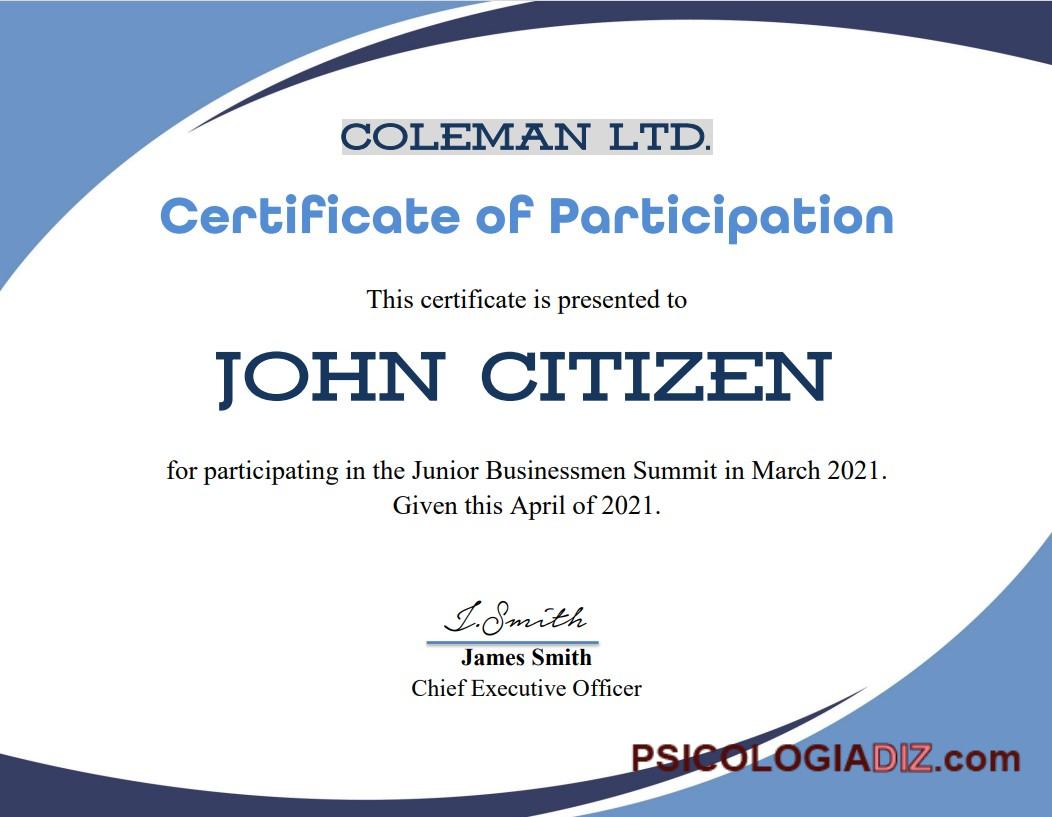 COLEMAN LTD.
Certificate of Participation
This certificate is presented to
JOHN CITIZEN
for participating in the Junior Businessmen Summit in March 2021.
Given this April of 2021.
J.Smith
James Smith
Chief Executive Officer
PSICOLOGIADIZ.com